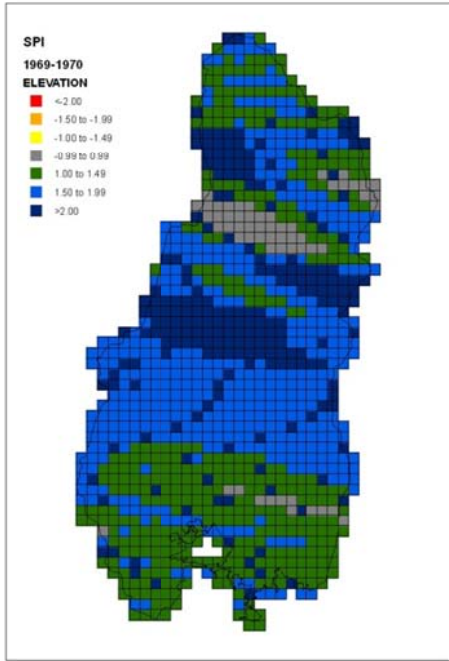 SPI
1969-1970
ELEVATION
<-2.00
-1.50 to -1.99
-1.00 to -1.49
-0.99 to 0.99
1.00 to 1.49
1.50 to 1.99
>2.00